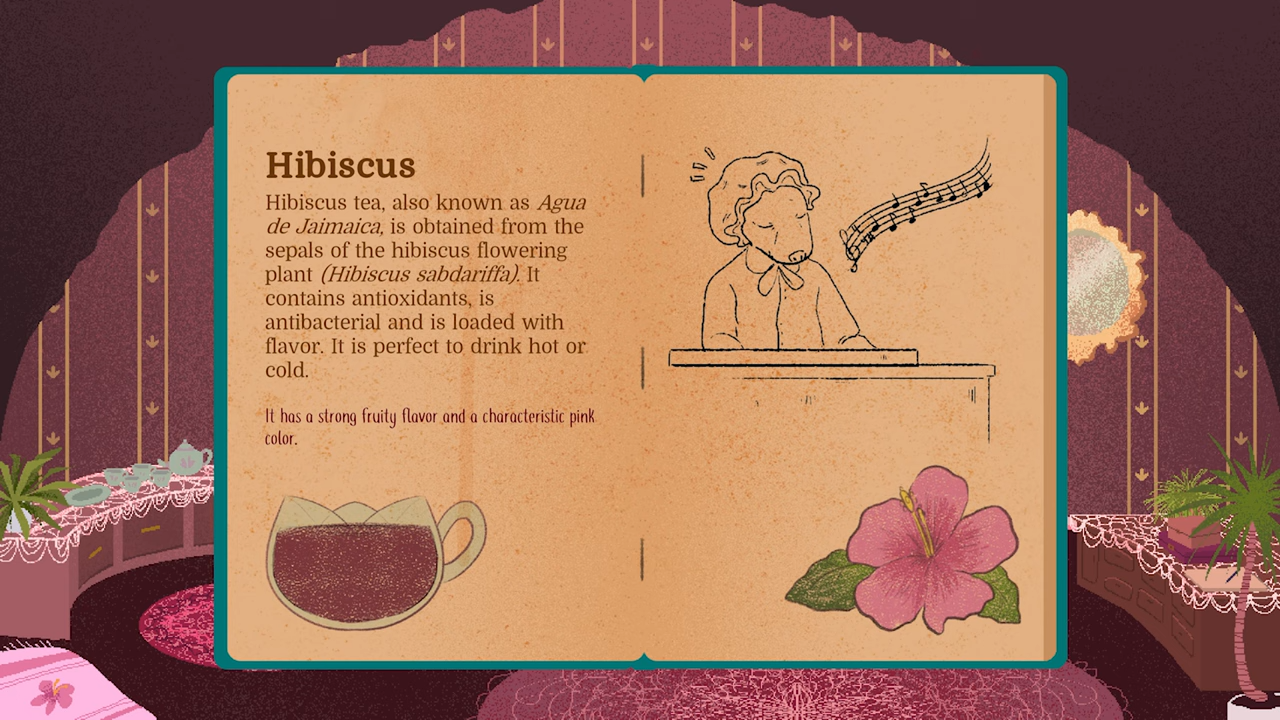 Hibiscus
Hibiscus tea, also known as Agua
de Jaimaica, is obtained from the
sepals of the hibiscus flowering
plant (Hibiscus sabdariffa). It
contains antioxidants, is
antibacterial and is loaded with
flavor. It is perfect to drink hot or
cold.
It has a strong fruity flavor and a characteristic pink
color.